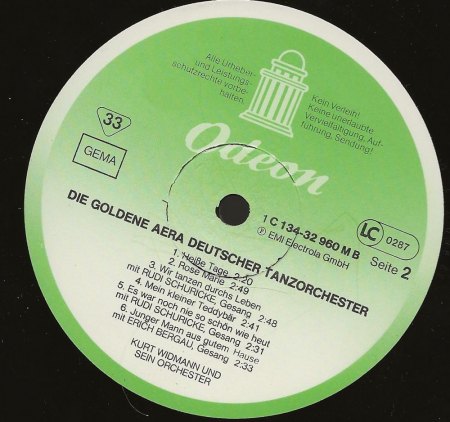 Alle Urheber-
und Leistungs-
schutzrechte vorbe-
halten.
Kein Verleih!
Keine unerlaubte
Vervielfältigung, Auf-
führung, Sendung!
33
GEMA
Odeon
1 C 134-32 960 M B
Ⓟ EMI Electrola GmbH
LC 0287
Seite 2
DIE GOLDENE AERA DEUTSCHER TANZORCHESTER
1. Heiße Tage 2:20
2. Rose Marie 2:49
3. Wir tanzen durchs Leben
mit RUDI SCHURICKE, Gesang 2:48
4. Mein kleiner Teddybär 2:41
5. Es war noch nie so schön wie heut
mit RUDI SCHURICKE, Gesang 2:31
6. Junger Mann aus gutem Hause
mit ERICH BERGAU, Gesang 2:33
KURT WIDMANN UND
SEIN ORCHESTER